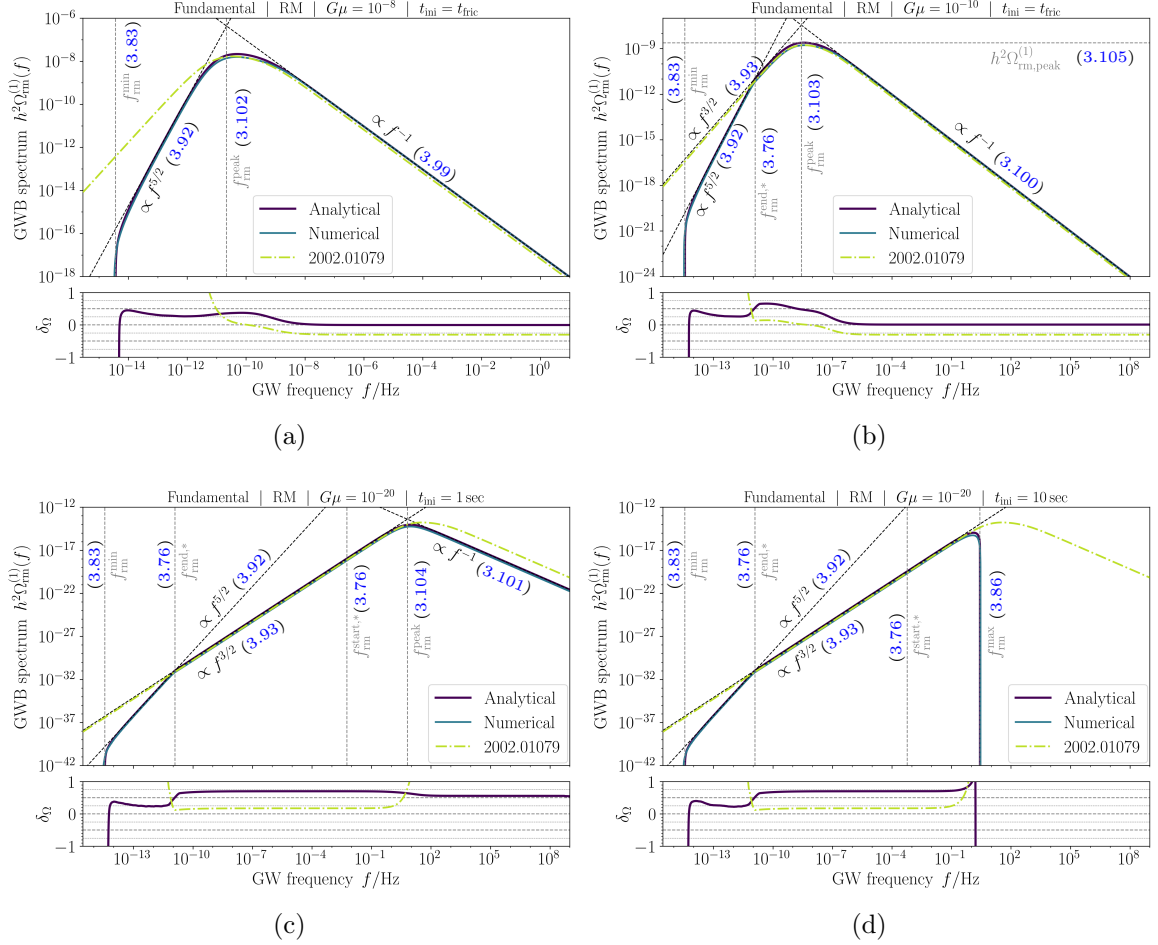 Fundamental | RM | Gμ = 10⁻⁸ | t_ini = t_fric
GWB spectrum h²Ω_rm^(1)(f)
10⁻⁶
10⁻⁸
10⁻¹⁰
10⁻¹²
10⁻¹⁴
10⁻¹⁶
10⁻¹⁸
f_rm^min (3.83)
∝ f^5/2 (3.92)
f_rm^peak (3.102)
∝ f⁻¹ (3.99)
Analytical
Numerical
2002.01079
δ_Ω
1
0
−1
10⁻¹⁴ 10⁻¹² 10⁻¹⁰ 10⁻⁸ 10⁻⁶ 10⁻⁴ 10⁻² 10⁰
GW frequency f/Hz
(a)
Fundamental | RM | Gμ = 10⁻¹⁰ | t_ini = t_fric
GWB spectrum h²Ω_rm^(1)(f)
10⁻⁹
10⁻¹²
10⁻¹⁵
10⁻¹⁸
10⁻²¹
10⁻²⁴
h²Ω_rm,peak^(1) (3.105)
f_rm^min (3.83)
∝ f^3/2 (3.93)
∝ f^5/2 (3.92)
f_rm^end,* (3.76)
f_rm^peak (3.103)
∝ f⁻¹ (3.100)
Analytical
Numerical
2002.01079
δ_Ω
1
0
−1
10⁻¹³ 10⁻¹⁰ 10⁻⁷ 10⁻⁴ 10⁻¹ 10² 10⁵ 10⁸
GW frequency f/Hz
(b)
Fundamental | RM | Gμ = 10⁻²⁰ | t_ini = 1 sec
GWB spectrum h²Ω_rm^(1)(f)
10⁻¹²
10⁻¹⁷
10⁻²²
10⁻²⁷
10⁻³²
10⁻³⁷
10⁻⁴²
f_rm^min (3.83)
f_rm^end,* (3.76)
∝ f^5/2 (3.92)
∝ f^3/2 (3.93)
f_rm^start,* (3.76)
f_rm^peak (3.104)
∝ f⁻¹ (3.101)
Analytical
Numerical
2002.01079
δ_Ω
1
0
−1
10⁻¹³ 10⁻¹⁰ 10⁻⁷ 10⁻⁴ 10⁻¹ 10² 10⁵ 10⁸
GW frequency f/Hz
(c)
Fundamental | RM | Gμ = 10⁻²⁰ | t_ini = 10 sec
GWB spectrum h²Ω_rm^(1)(f)
10⁻¹²
10⁻¹⁷
10⁻²²
10⁻²⁷
10⁻³²
10⁻³⁷
10⁻⁴²
f_rm^min (3.83)
f_rm^end,* (3.76)
∝ f^5/2 (3.92)
∝ f^3/2 (3.93)
f_rm^start,* (3.76)
f_rm^max (3.86)
Analytical
Numerical
2002.01079
δ_Ω
1
0
−1
10⁻¹³ 10⁻¹⁰ 10⁻⁷ 10⁻⁴ 10⁻¹ 10² 10⁵ 10⁸
GW frequency f/Hz
(d)